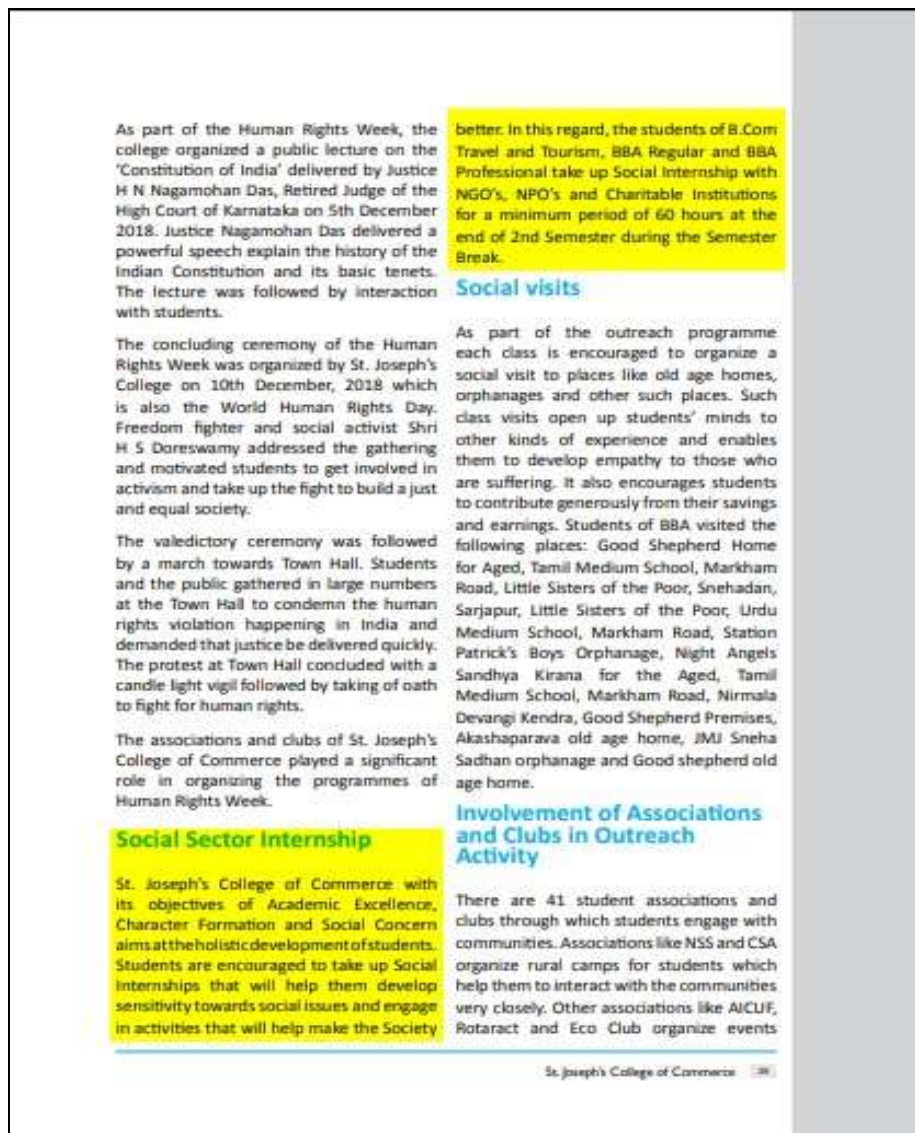 As part of the Human Rights Week, the
college organized a public lecture on the
'Constitution of India' delivered by Justice
H N Nagamohan Das, Retired Judge of the
High Court of Karnataka on 5th December
2018. Justice Nagamohan Das delivered a
powerful speech explain the history of the
Indian Constitution and its basic tenets.
The lecture was followed by interaction
with students.
The concluding ceremony of the Human
Rights Week was organized by St. Joseph's
College on 10th December, 2018 which
is also the World Human Rights Day.
Freedom fighter and social activist Shri
H S Doreswamy addressed the gathering
and motivated students to get involved in
activism and take up the fight to build a just
and equal society.
The valedictory ceremony was followed
by a march towards Town Hall. Students
and the public gathered in large numbers
at the Town Hall to condemn the human
rights violation happening in India and
demanded that justice be delivered quickly.
The protest at Town Hall concluded with a
candle light vigil followed by taking of oath
to fight for human rights.
The associations and clubs of St. Joseph's
College of Commerce played a significant
role in organizing the programmes of
Human Rights Week.
Social Sector Internship
St. Joseph's College of Commerce with
its objectives of Academic Excellence,
Character Formation and Social Concern
aims at the holistic development of students.
Students are encouraged to take up Social
Internships that will help them develop
sensitivity towards social issues and engage
in activities that will help make the Society
better. In this regard, the students of B.Com
Travel and Tourism, BBA Regular and BBA
Professional take up Social Internship with
NGO's, NPO's and Charitable Institutions
for a minimum period of 60 hours at the
end of 2nd Semester during the Semester
Break.
Social visits
As part of the outreach programme
each class is encouraged to organize a
social visit to places like old age homes,
orphanages and other such places. Such
class visits open up students' minds to
other kinds of experience and enables
them to develop empathy to those who
are suffering. It also encourages students
to contribute generously from their savings
and earnings. Students of BBA visited the
following places: Good Shepherd Home
for Aged, Tamil Medium School, Markham
Road, Little Sisters of the Poor, Snehadan,
Sarjapur, Little Sisters of the Poor, Urdu
Medium School, Markham Road, Station
Patrick's Boys Orphanage, Night Angels
Sandhya Kirana for the Aged, Tamil
Medium School, Markham Road, Nirmala
Devangi Kendra, Good Shepherd Premises,
Akashaparava old age home, JMJ Sneha
Sadhan orphanage and Good shepherd old
age home.
Involvement of Associations
and Clubs in Outreach
Activity
There are 41 student associations and
clubs through which students engage with
communities. Associations like NSS and CSA
organize rural camps for students which
help them to interact with the communities
very closely. Other associations like AICUF,
Rotaract and Eco Club organize events
St. Joseph's College of Commerce